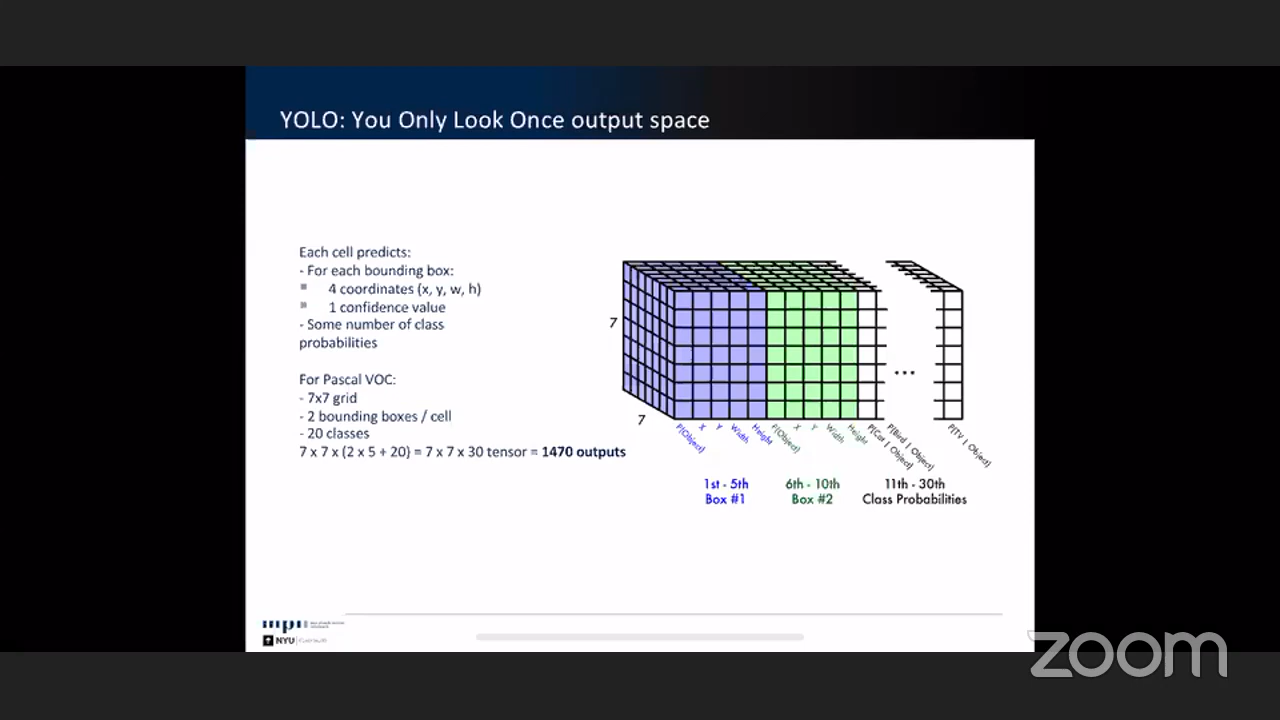 YOLO: You Only Look Once output space
Each cell predicts:
- For each bounding box:
4 coordinates (x, y, w, h)
1 confidence value
- Some number of class
probabilities
For Pascal VOC:
- 7x7 grid
- 2 bounding boxes / cell
- 20 classes
7 x 7 x (2 x 5 + 20) = 7 x 7 x 30 tensor = 1470 outputs
7
7
...
P(Object)
X
Y
Width
Height
P(Object)
X
Y
Width
Height
P(Car | Object)
P(Bird | Object)
P(TV | Object)
1st - 5th
Box #1
6th - 10th
Box #2
11th - 30th
Class Probabilities
NYU
zoom